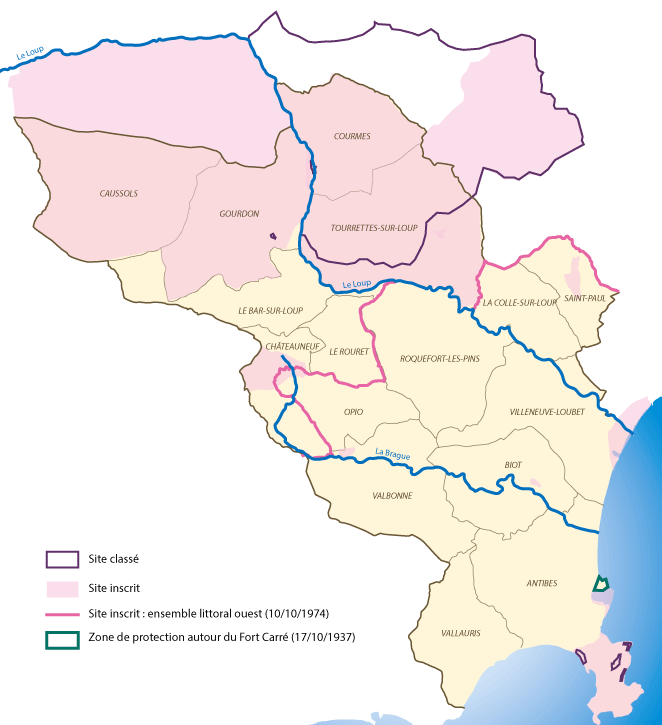 Le Loup
COURMES
CAUSSOLS
GOURDON
TOURRETTES-SUR-LOUP
Le Loup
LA COLLE-SUR-LOUP
SAINT-PAUL
LE BAR-SUR-LOUP
CHÂTEAUNEUF
LE ROURET
ROQUEFORT-LES-PINS
OPIO
VILLENEUVE-LOUBET
La Brague
BIOT
VALBONNE
ANTIBES
VALLAURIS
Site classé
Site inscrit
Site inscrit : ensemble littoral ouest (10/10/1974)
Zone de protection autour du Fort Carré (17/10/1937)